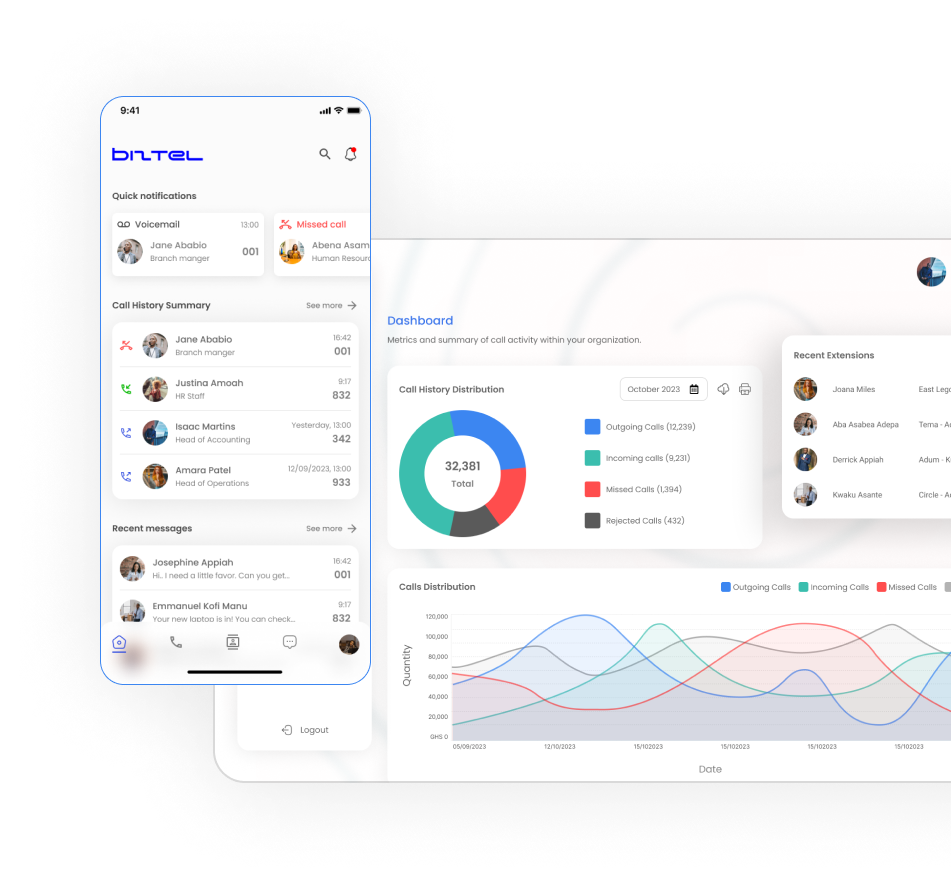 9:41
bizTEL
Quick notifications
Voicemail 13:00
Jane Ababio
Branch manger 001
Missed call
Abena Asam
Human Resourc
Call History Summary See more
Jane Ababio 16:42
Branch manger 001
Justina Amoah 9:17
HR Staff 832
Isaac Martins Yesterday, 13:00
Head of Accounting 342
Amara Patel 12/09/2023, 13:00
Head of Operations 933
Recent messages See more
Josephine Appiah 16:42
Hi.. I need a little favor. Can you get... 001
Emmanuel Kofi Manu 9:17
Your new laptop is in! You can check... 832
Logout
Dashboard
Metrics and summary of call activity within your organization.
Call History Distribution October 2023
32,381
Total
Outgoing Calls (12,239)
Incoming calls (9,231)
Missed Calls (1,394)
Rejected Calls (432)
Recent Extensions
Joana Miles East Lego
Aba Asabea Adepa Tema - A
Derrick Appiah Adum - K
Kwaku Asante Circle - A
Calls Distribution Outgoing Calls Incoming Calls Missed Calls
Quantity
120,000
100,000
80,000
60,000
40,000
20,000
GHS 0
05/09/2023 12/10/2023 15/102023 15/102023 15/102023 15/102023
Date